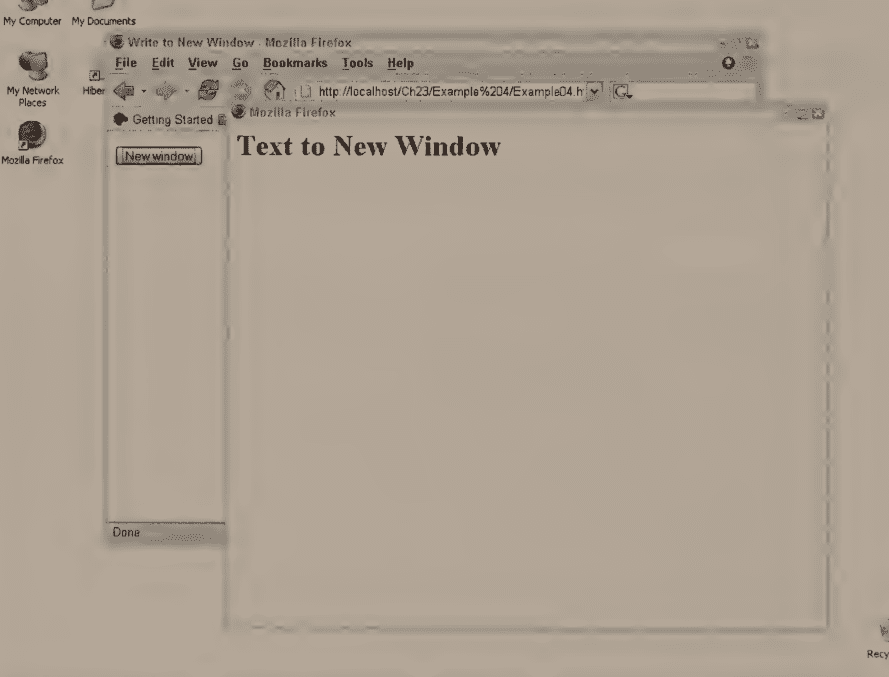 My Computer My Documents
Write to New Window - Mozilla Firefox
File Edit View Go Bookmarks Tools Help
My Network
Places
Hiber
http://localhost/Ch23/Example%204/Example04.h
Mozilla Firefox
Getting Started
Mozilla Firefox
New window
Text to New Window
Done
Recy